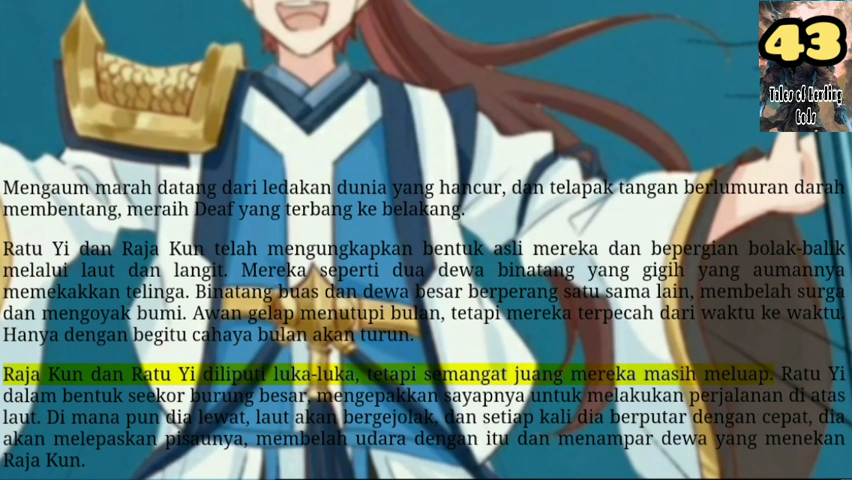 43
Tales of Herding
Gods
Mengaum marah datang dari ledakan dunia yang hancur, dan telapak tangan berlumuran darah
membentang, meraih Deaf yang terbang ke belakang.
Ratu Yi dan Raja Kun telah mengungkapkan bentuk asli mereka dan bepergian bolak-balik
melalui laut dan langit. Mereka seperti dua dewa binatang yang gigih yang aumannya
memekakkan telinga. Binatang buas dan dewa besar berperang satu sama lain, membelah surga
dan mengoyak bumi. Awan gelap menutupi bulan, tetapi mereka terpecah dari waktu ke waktu.
Hanya dengan begitu cahaya bulan akan turun.
Raja Kun dan Ratu Yi diliputi luka-luka, tetapi semangat juang mereka masih meluap. Ratu Yi
dalam bentuk seekor burung besar, mengepakkan sayapnya untuk melakukan perjalanan di atas
laut. Di mana pun dia lewat, laut akan bergejolak, dan setiap kali dia berputar dengan cepat, dia
akan melepaskan pisaunya, membelah udara dengan itu dan menampar dewa yang menekan
Raja Kun.